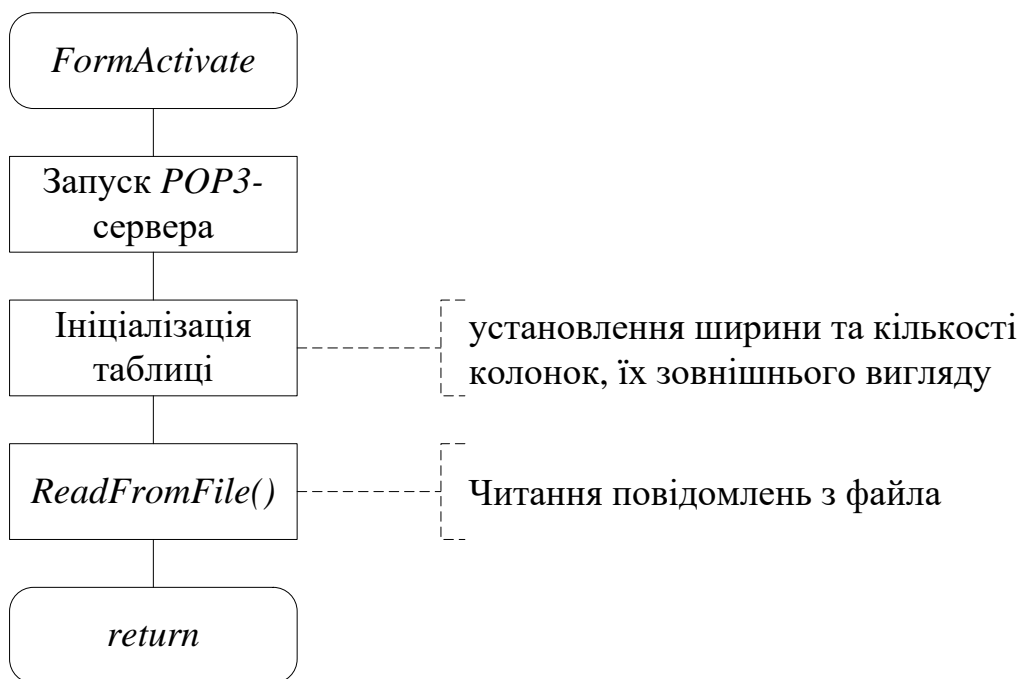 FormActivate
Запуск POP3-
сервера
Ініціалізація
таблиці
установлення ширини та кількості
колонок, їх зовнішнього вигляду
ReadFromFile()
Читання повідомлень з файла
return